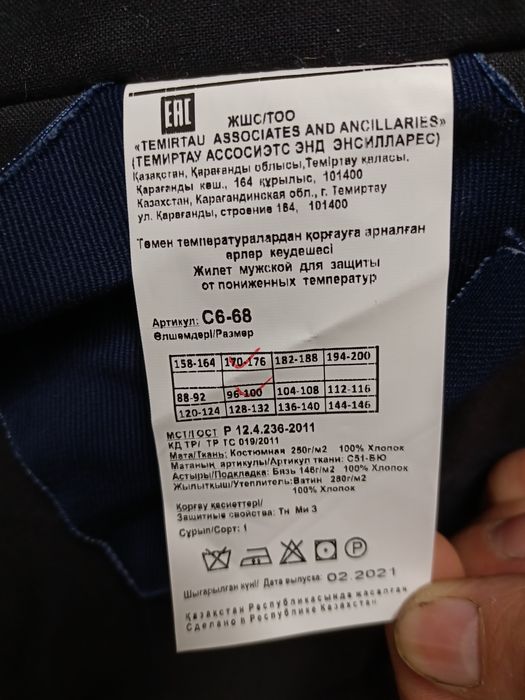 ЕАС
ЖШС/ТОО
«TEMIRTAU ASSOCIATES AND ANCILLARIES»
(ТЕМИРТАУ АССОСИЭТС ЭНД ЭНСИЛЛАРЕС)
Қазақстан, Қарағанды облысы, Теміртау қаласы.
Қарағанды көш., 164 құрылыс, 101400
Казахстан, Карагандинская обл., г. Темиртау
ул. Караганды, строение 164, 101400
Төмен температуралардан қорғауға арналған
ерлер кеудешесі
Жилет мужской для защиты
от пониженных температур
Артикул: С6-68
Өлшемдері/Размер
158-164 170-176 182-188 194-200
88-92 96-100 104-108 112-116
120-124 128-132 136-140 144-146
МСТ/ГОСТ Р 12.4.236-2011
КД ТР/ ТР ТС 019/2011
Мата/Ткань: Костюмная 250г/м2 100% Хлопок
Матаның артикулы/Артикул ткани: С51-БЮ
Астыры/Подкладка: Бязь 146г/м2 100% Хлопок
Жылытқыш/Утеплитель: Ватин 280г/м2
100% Хлопок
Қорғау қасиеттері/
Защитные свойства: Тн Ми З
Сұрып/Сорт: 1
P
Шығарылған күні/ Дата выпуска: 02.2021
Қазақстан Республикасында жасалған
Сделано в Республике Казахстан